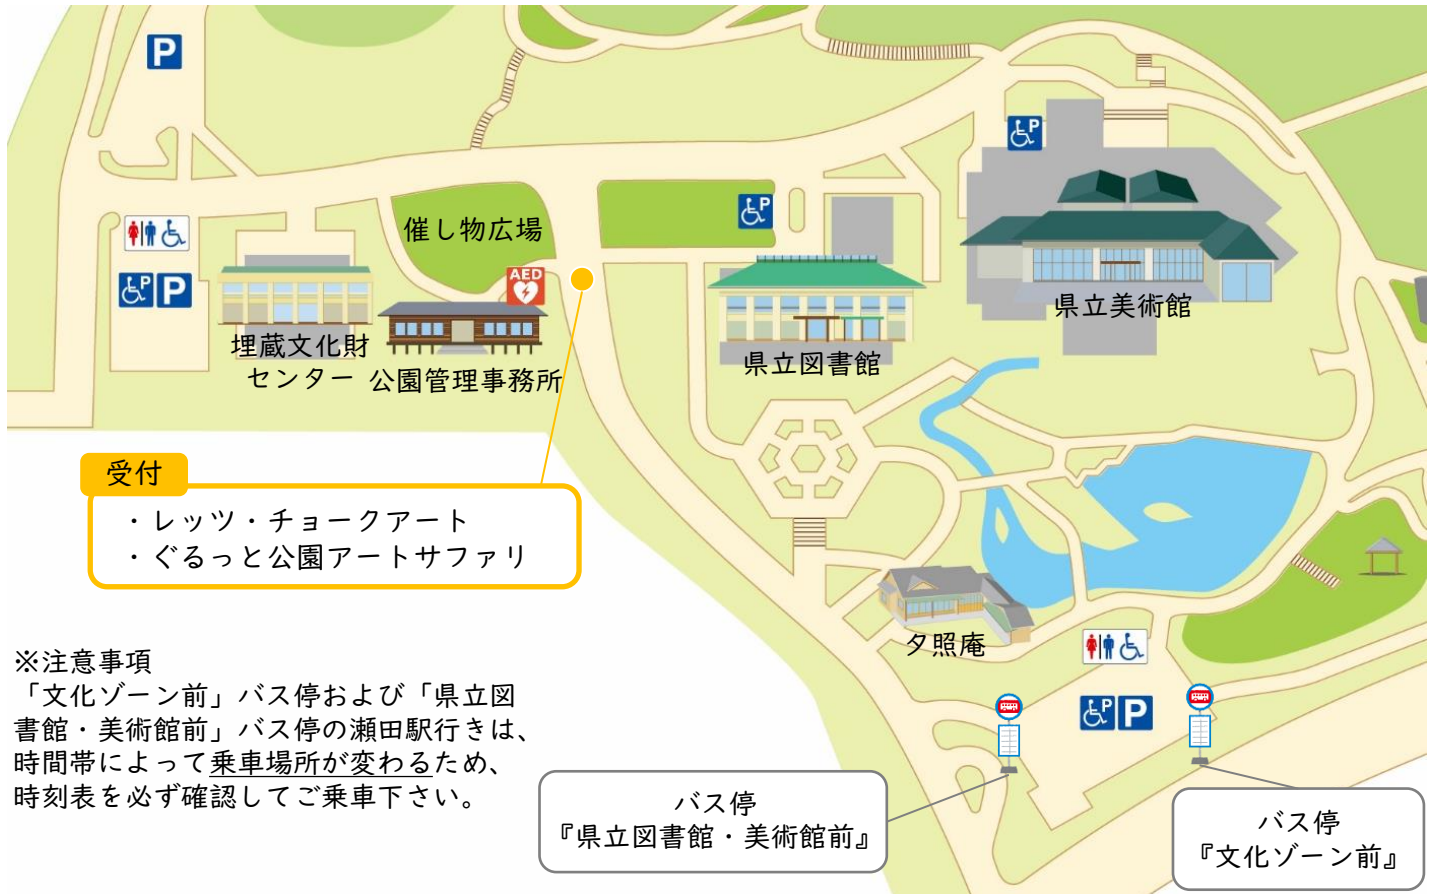 P
P
P
催し物広場
AED
P
P
県立美術館
埋蔵文化財
センター
公園管理事務所
県立図書館
受付
・レッツ・チョークアート
・ぐるっと公園アートサファリ
夕照庵
※注意事項
「文化ゾーン前」バス停および「県立図
書館・美術館前」バス停の瀬田駅行きは、
時間帯によって乗車場所が変わるため、
時刻表を必ず確認してご乗車下さい。
P
P
バス停
『県立図書館・美術館前』
バス停
『文化ゾーン前』